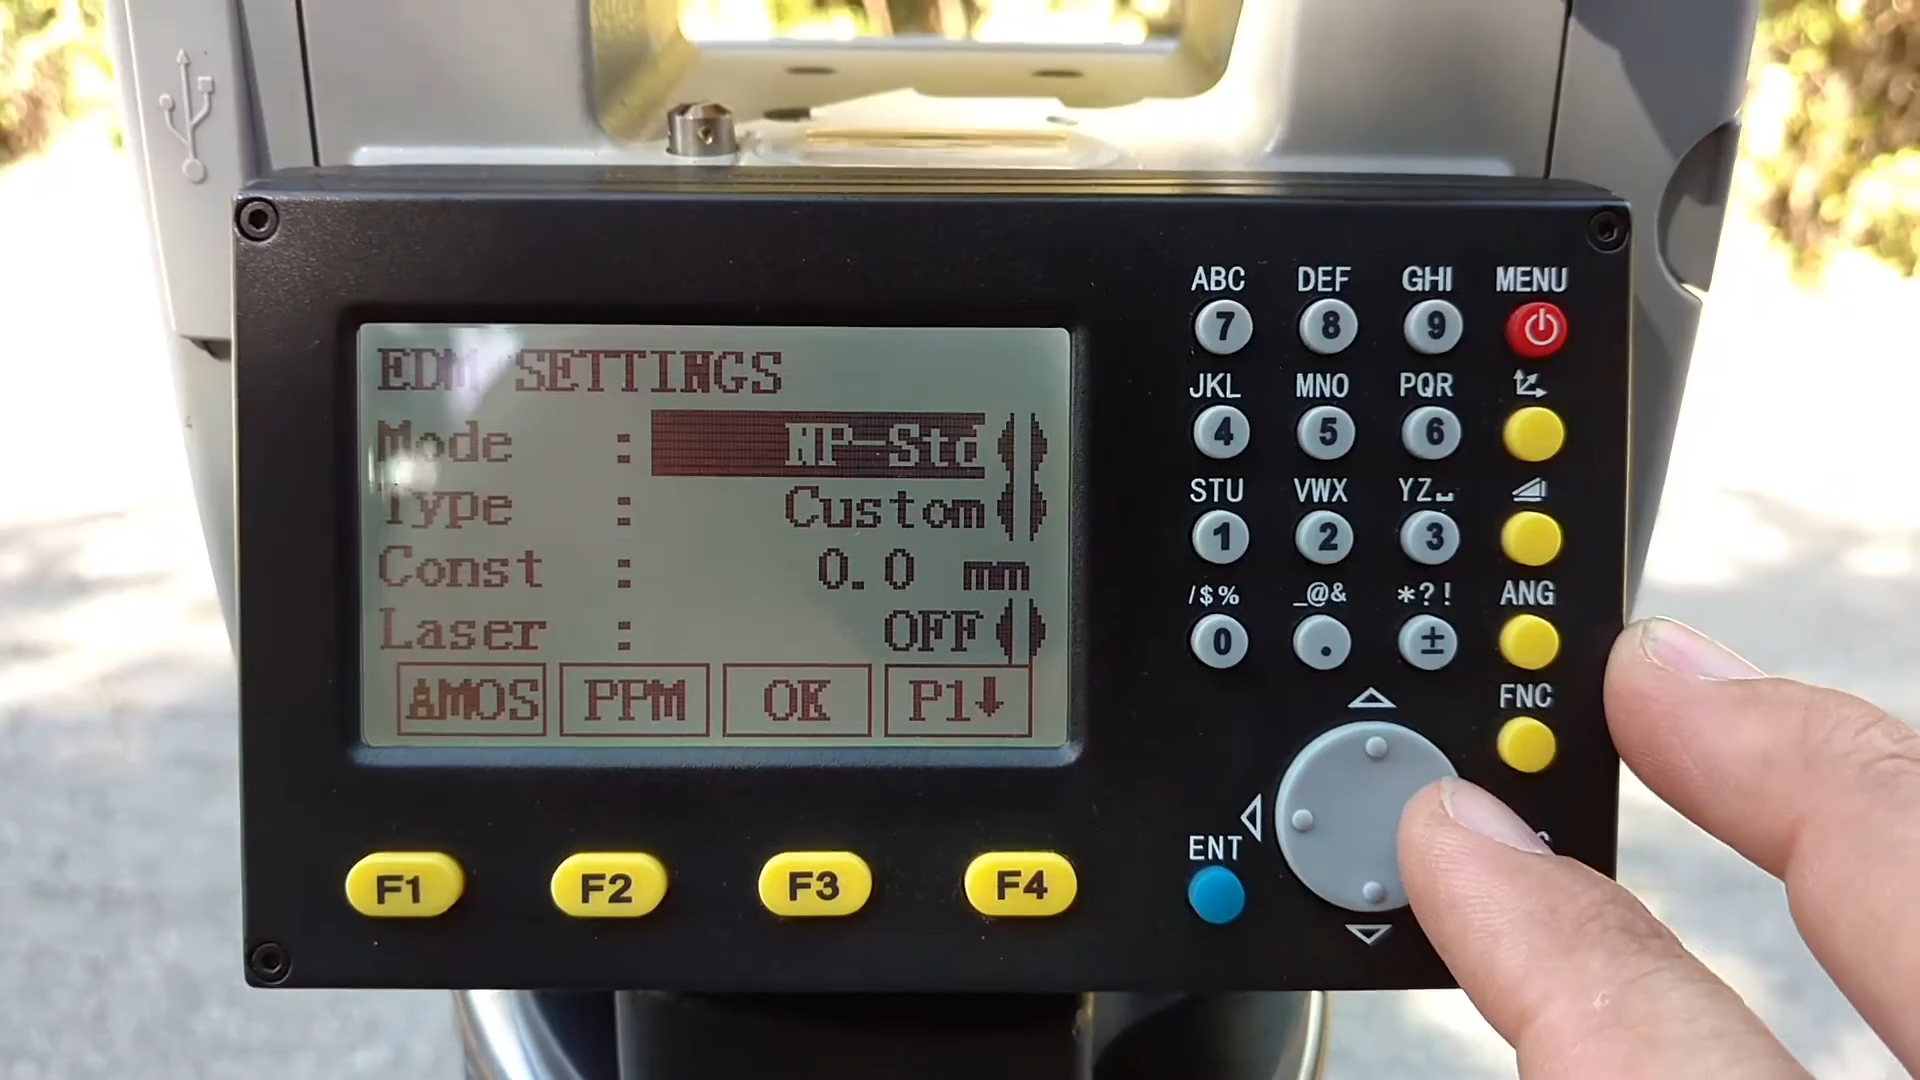 EDM SETTINGS
Mode : NP-Std
Type : Custom
Const : 0.0 mm
Laser : OFF
AMOS PPM OK P1↓
F1 F2 F3 F4
ABC DEF GHI MENU
7 8 9
JKL MNO PQR
4 5 6
STU VWX YZ␣
1 2 3
/$% _@& *?! ANG
0 . ±
FNC
ENT